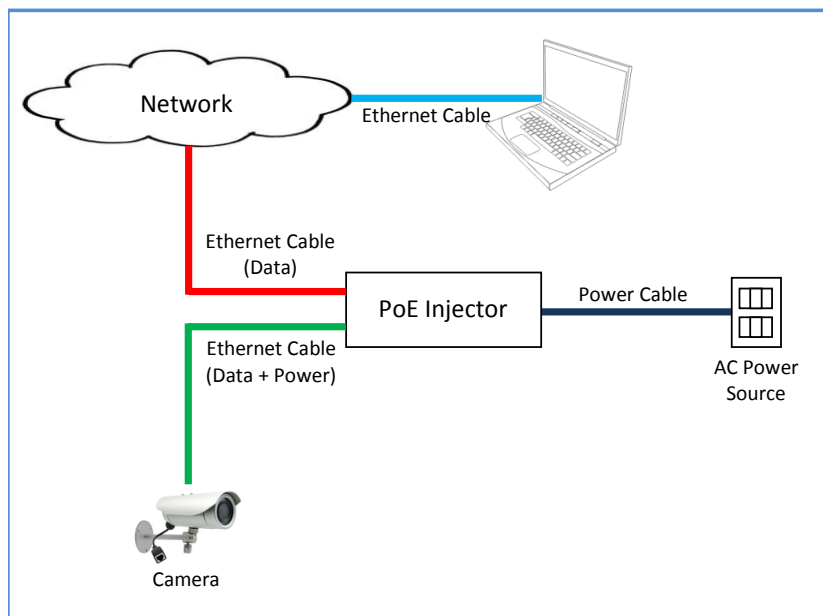 Network
Ethernet Cable
Ethernet Cable
(Data)
PoE Injector
Power Cable
Ethernet Cable
(Data + Power)
AC Power
Source
Camera